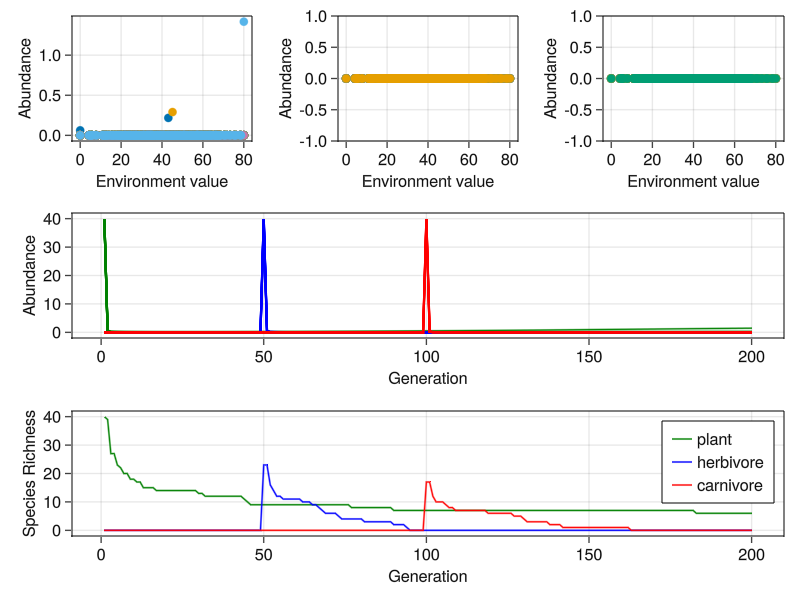 Abundance
1.0
0.5
0.0
0 20 40 60 80
Environment value
Abundance
1.0
0.5
0.0
-0.5
-1.0
0 20 40 60 80
Environment value
Abundance
1.0
0.5
0.0
-0.5
-1.0
0 20 40 60 80
Environment value
Abundance
40
30
20
10
0
0 50 100 150 200
Generation
Species Richness
40
30
20
10
0
plant
herbivore
carnivore
0 50 100 150 200
Generation